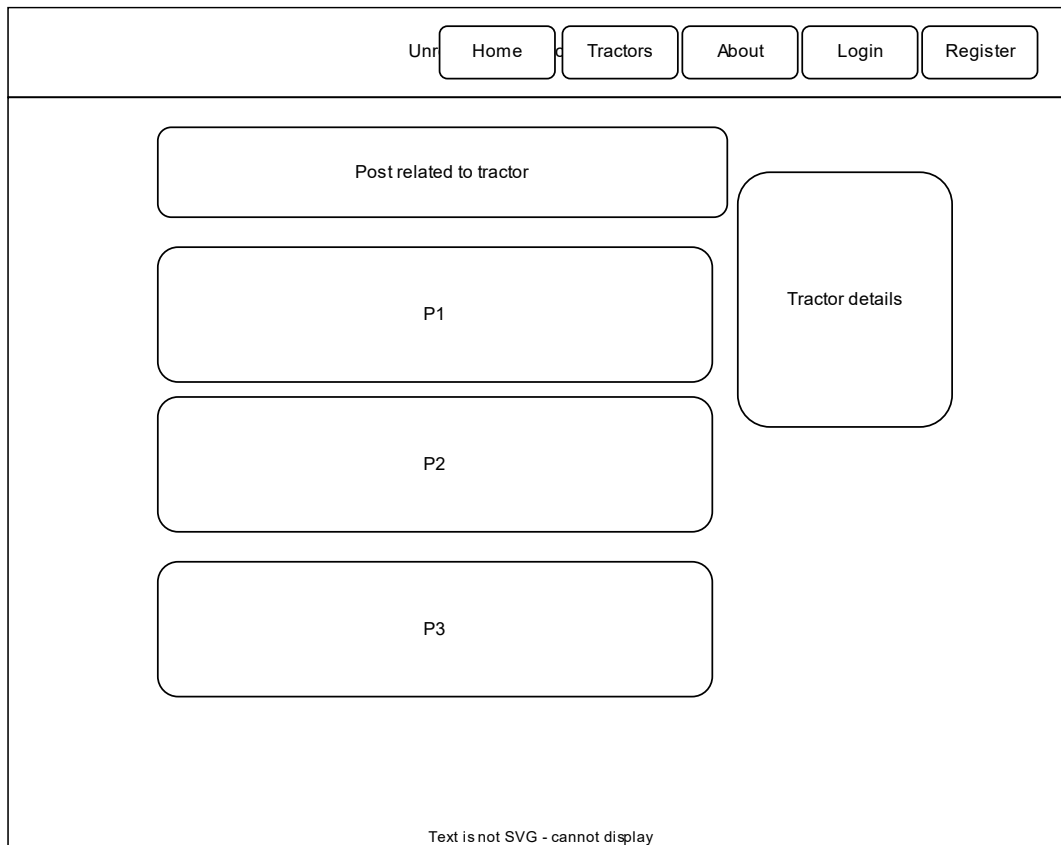 Home
Tractors
About
Login
Register
Post related to tractor
Tractor details
P1
P2
P3
Text is not SVG - cannot display